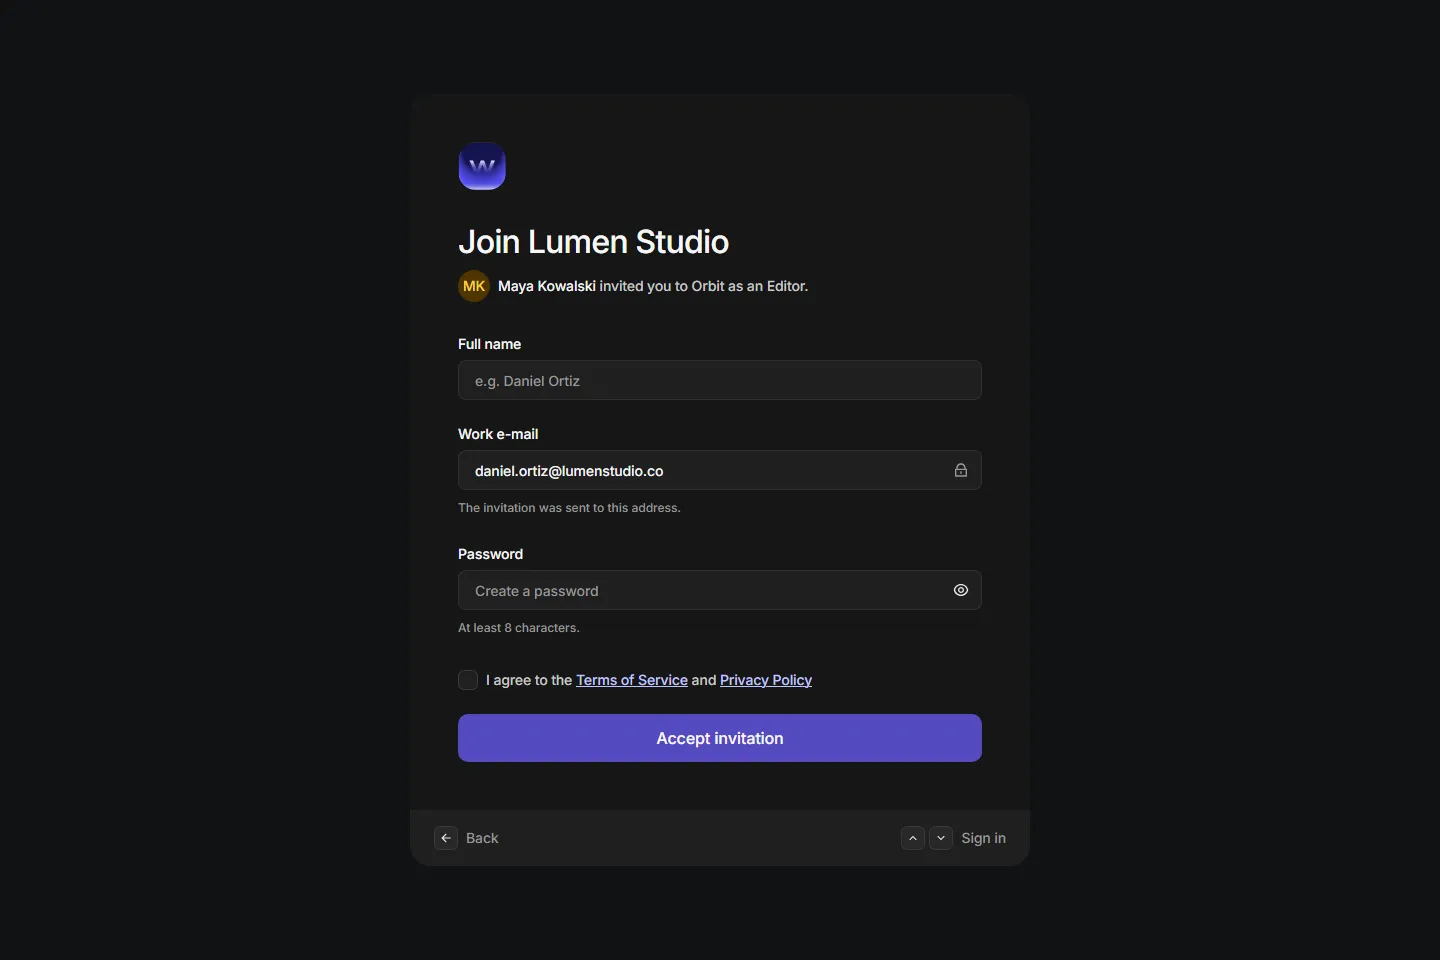 W
Join Lumen Studio
MK Maya Kowalski invited you to Orbit as an Editor.
Full name
e.g. Daniel Ortiz
Work e-mail
daniel.ortiz@lumenstudio.co
The invitation was sent to this address.
Password
Create a password
At least 8 characters.
I agree to the Terms of Service and Privacy Policy
Accept invitation
Back
Sign in